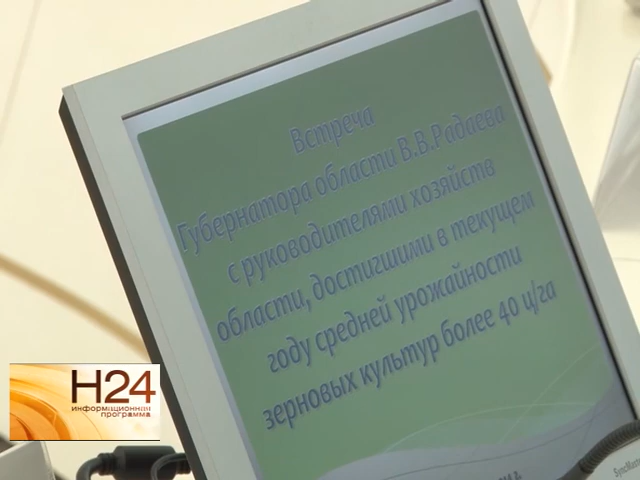 Встреча
Губернатора области В.В.Радаева
с руководителями хозяйств
области, достигшими в текущем
году средней урожайности
зерновых культур более 40 ц/га
Н24
информационная
программа
SyncMaster